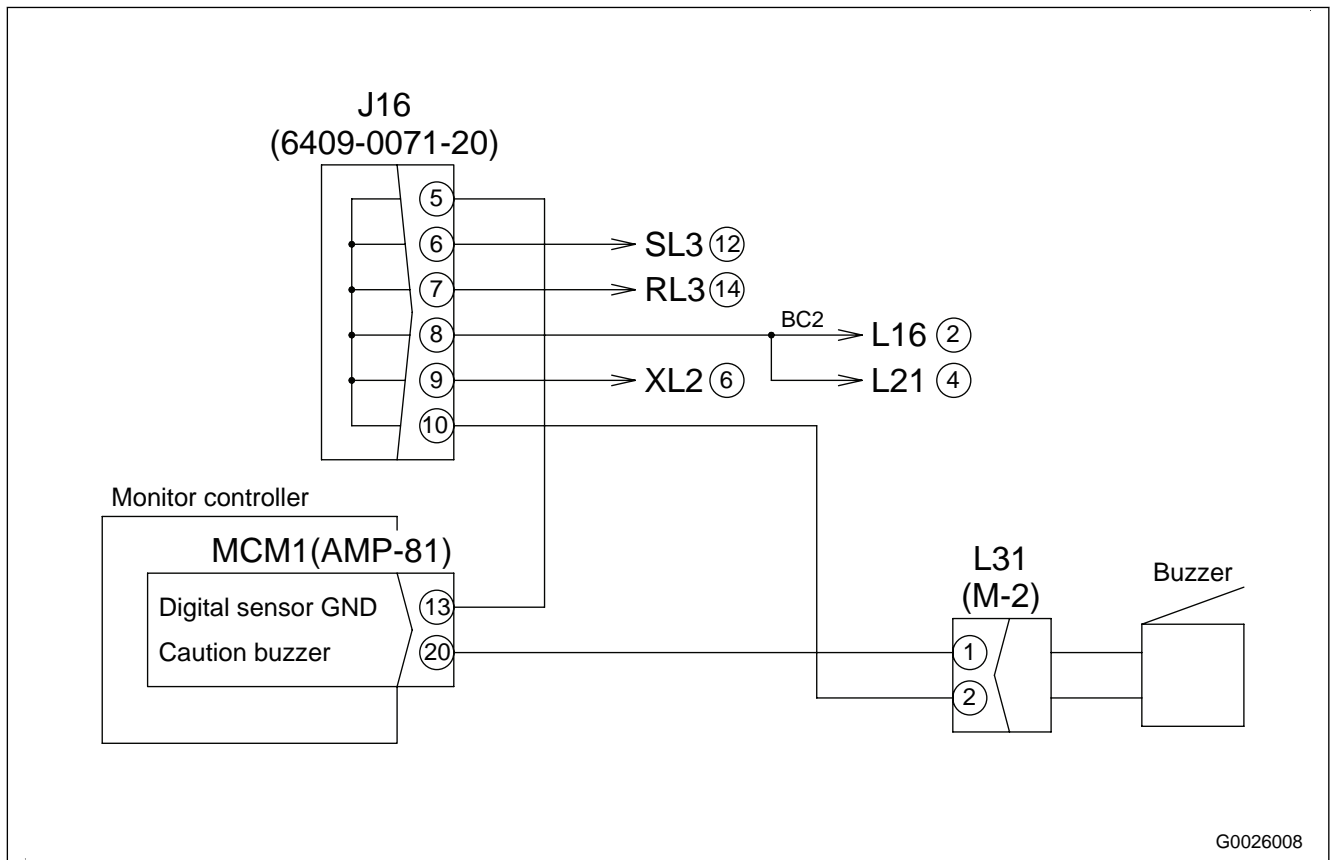 J16
(6409-0071-20)
5
6 SL3 12
7 RL3 14
BC2
8 L16 2
9 XL2 6 L21 4
10
Monitor controller
MCM1(AMP-81)
Digital sensor GND 13
Caution buzzer 20
L31
(M-2)
Buzzer
1
2
G0026008